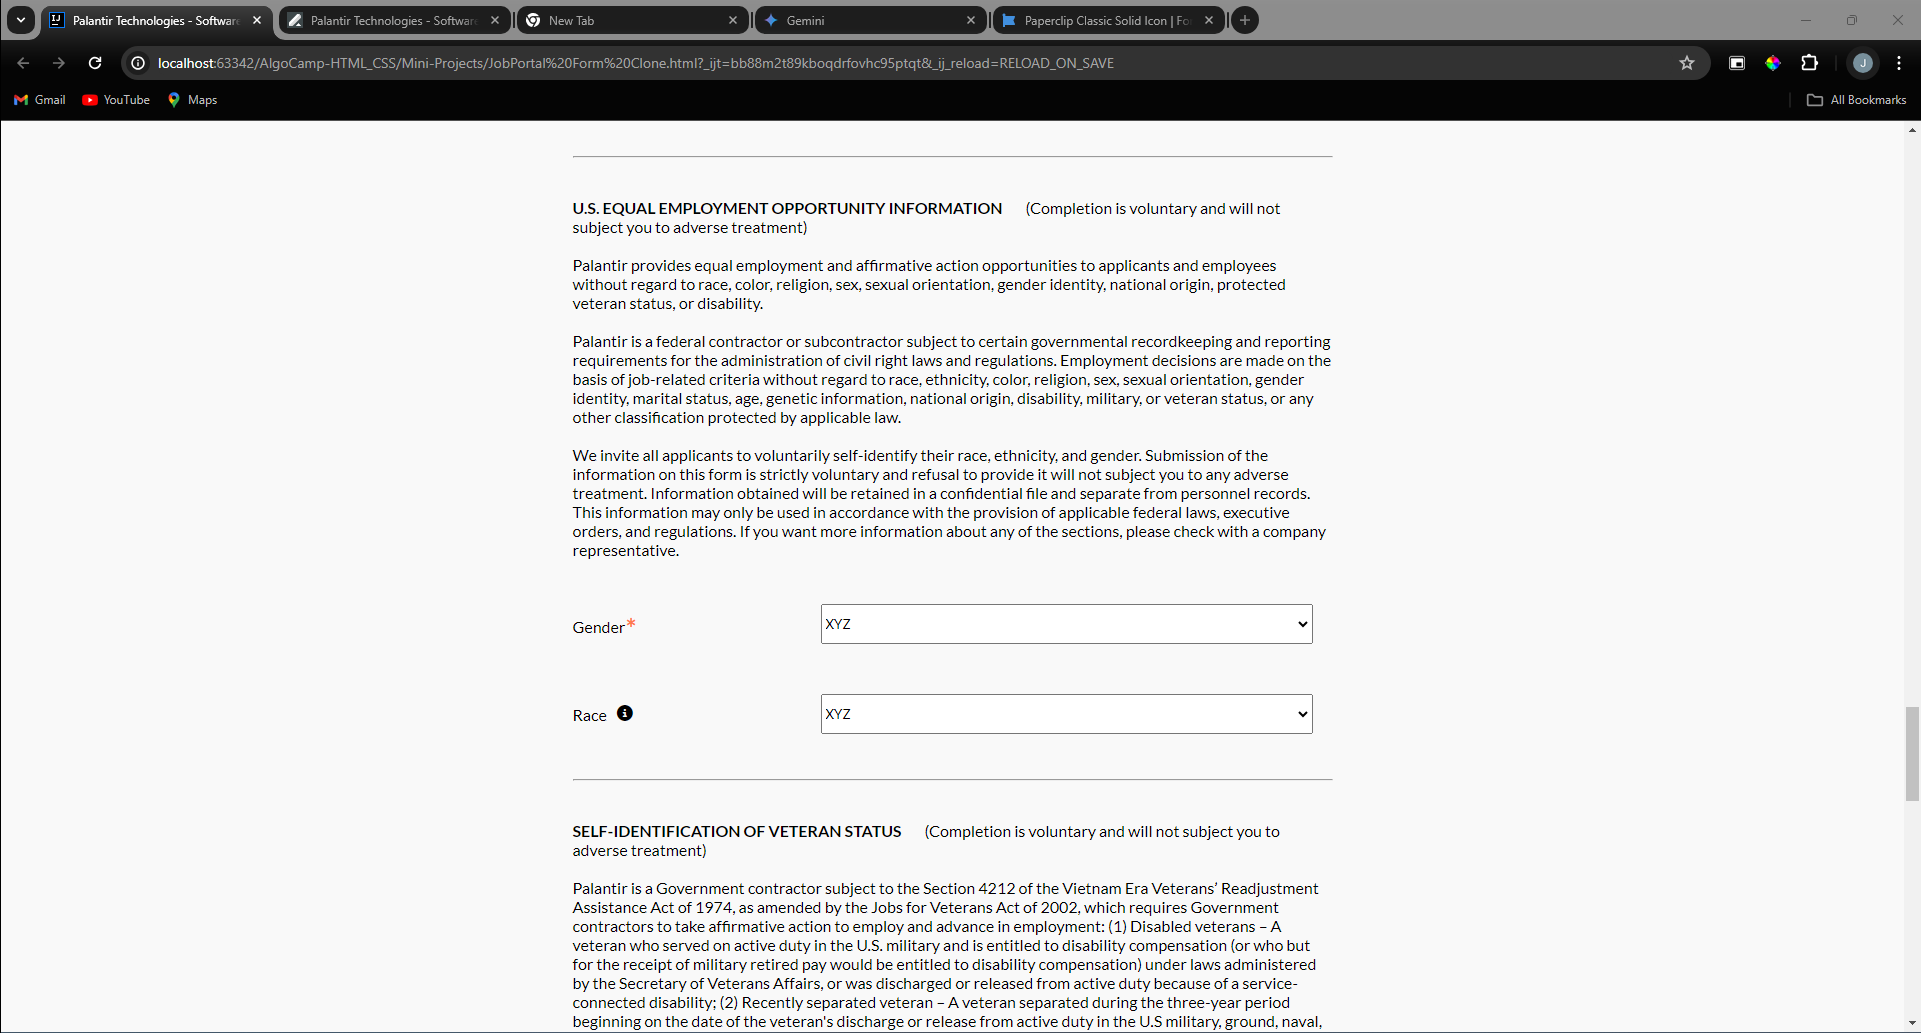 Palantir Technologies - Software
Palantir Technologies - Software
New Tab
Gemini
Paperclip Classic Solid Icon | Fo
localhost:63342/AlgoCamp-HTML_CSS/Mini-Projects/JobPortal%20Form%20Clone.html?_ijt=bb88m2t89kboqdrfovhc95ptqt&_ij_reload=RELOAD_ON_SAVE
J
Gmail
YouTube
Maps
All Bookmarks
U.S. EQUAL EMPLOYMENT OPPORTUNITY INFORMATION (Completion is voluntary and will not
subject you to adverse treatment)
Palantir provides equal employment and affirmative action opportunities to applicants and employees
without regard to race, color, religion, sex, sexual orientation, gender identity, national origin, protected
veteran status, or disability.
Palantir is a federal contractor or subcontractor subject to certain governmental recordkeeping and reporting
requirements for the administration of civil right laws and regulations. Employment decisions are made on the
basis of job-related criteria without regard to race, ethnicity, color, religion, sex, sexual orientation, gender
identity, marital status, age, genetic information, national origin, disability, military, or veteran status, or any
other classification protected by applicable law.
We invite all applicants to voluntarily self-identify their race, ethnicity, and gender. Submission of the
information on this form is strictly voluntary and refusal to provide it will not subject you to any adverse
treatment. Information obtained will be retained in a confidential file and separate from personnel records.
This information may only be used in accordance with the provision of applicable federal laws, executive
orders, and regulations. If you want more information about any of the sections, please check with a company
representative.
Gender* XYZ
Race XYZ
SELF-IDENTIFICATION OF VETERAN STATUS (Completion is voluntary and will not subject you to
adverse treatment)
Palantir is a Government contractor subject to the Section 4212 of the Vietnam Era Veterans’ Readjustment
Assistance Act of 1974, as amended by the Jobs for Veterans Act of 2002, which requires Government
contractors to take affirmative action to employ and advance in employment: (1) Disabled veterans – A
veteran who served on active duty in the U.S. military and is entitled to disability compensation (or who but
for the receipt of military retired pay would be entitled to disability compensation) under laws administered
by the Secretary of Veterans Affairs, or was discharged or released from active duty because of a service-
connected disability; (2) Recently separated veteran – A veteran separated during the three-year period
beginning on the date of the veteran's discharge or release from active duty in the U.S military, ground, naval,